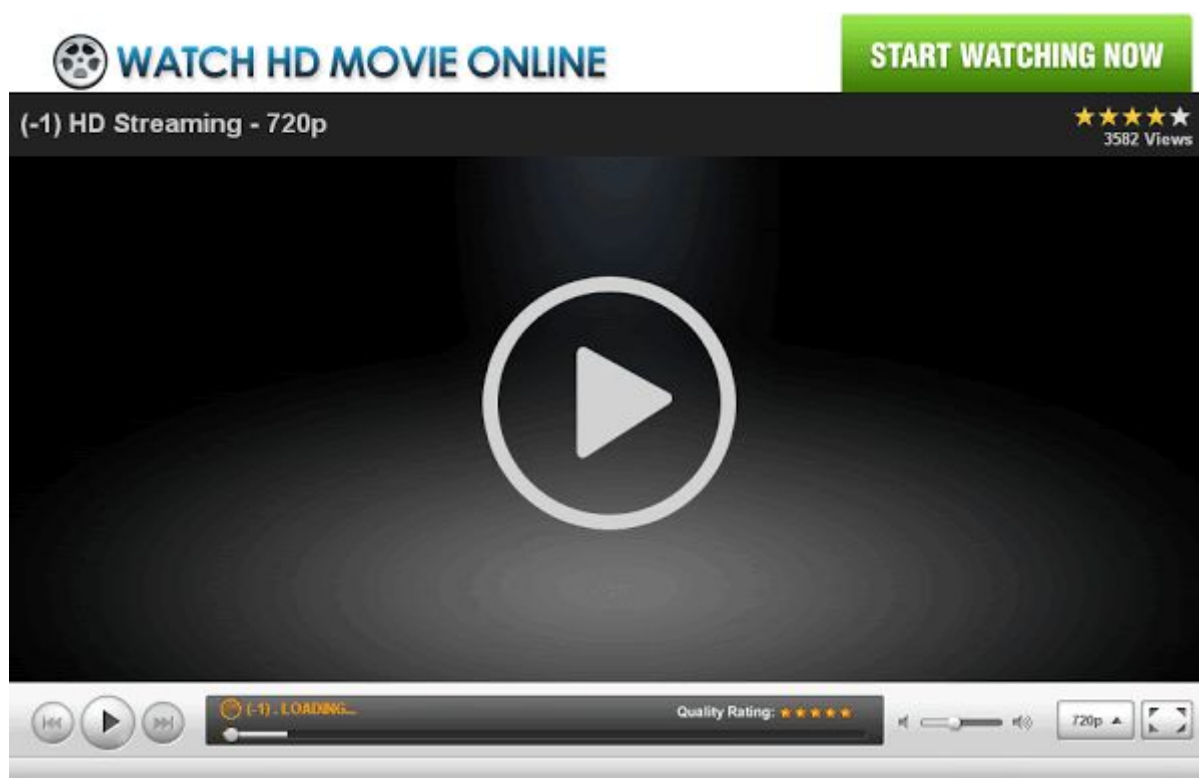 WATCH HD MOVIE ONLINE
START WATCHING NOW
(-1) HD Streaming - 720p
3582 Views
(-1) . LOADING...
Quality Rating:
720p